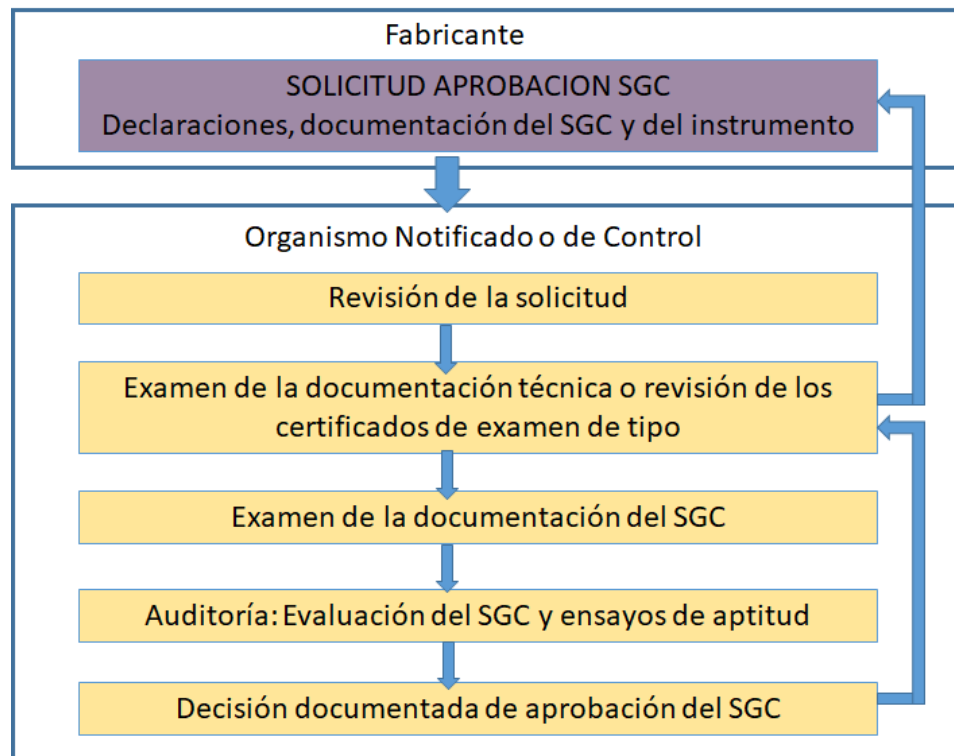 Fabricante
SOLICITUD APROBACION SGC
Declaraciones, documentación del SGC y del instrumento
Organismo Notificado o de Control
Revisión de la solicitud
Examen de la documentación técnica o revisión de los
certificados de examen de tipo
Examen de la documentación del SGC
Auditoría: Evaluación del SGC y ensayos de aptitud
Decisión documentada de aprobación del SGC